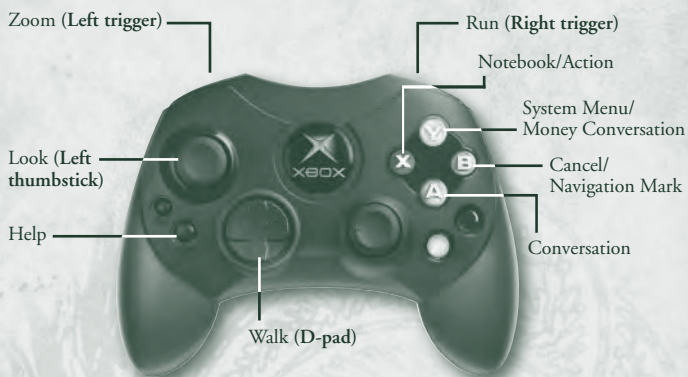 Zoom (Left trigger)
Run (Right trigger)
Notebook/Action
System Menu/
Money Conversation
Look (Left
thumbstick)
Cancel/
Navigation Mark
Help
Conversation
Walk (D-pad)
XBOX
Y
X
B
A